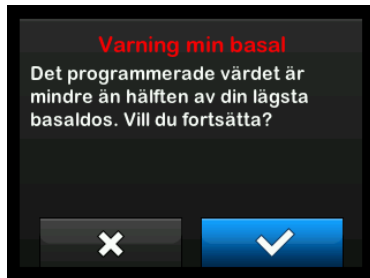 Varning min basal
Det programmerade värdet är
mindre än hälften av din lägsta
basaldos. Vill du fortsätta?